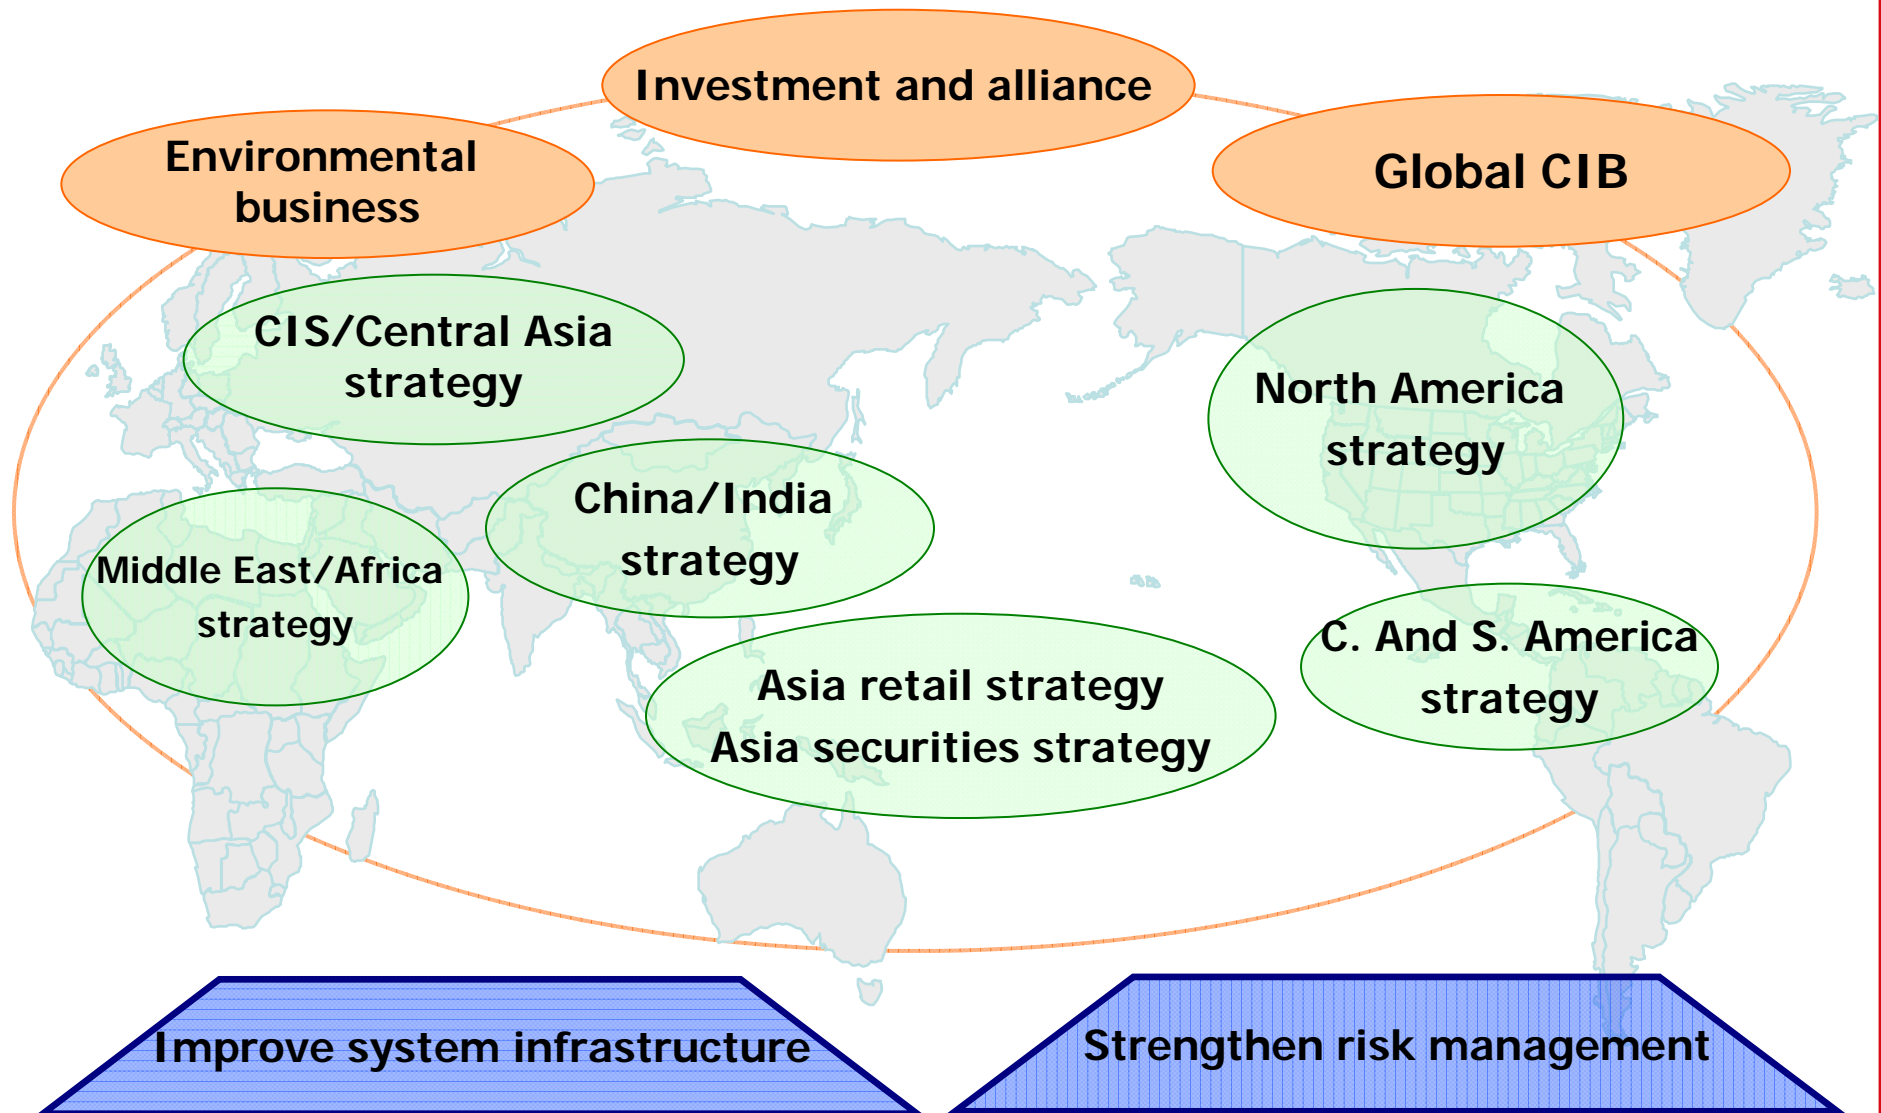 Investment and alliance
Environmental
business
Global CIB
CIS/Central Asia
strategy
North America
strategy
China/India
strategy
Middle East/Africa
strategy
C. And S. America
strategy
Asia retail strategy
Asia securities strategy
Improve system infrastructure
Strengthen risk management